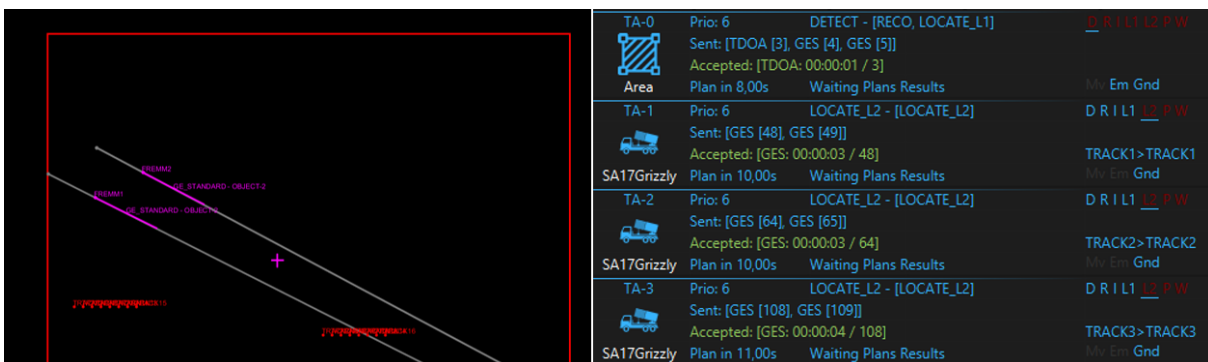 FREMM2
GE_STANDARD - OBJECT-2
FREMM1
GE_STANDARD - OBJECT-
TA-0 Prio: 6 DETECT - [RECO, LOCATE_L1] D R I L1 L2 P W
Sent: [TDOA [3], GES [4], GES [5]]
Accepted: [TDOA: 00:00:01 / 3]
Area Plan in 8,00s Waiting Plans Results Mv Em Gnd
TA-1 Prio: 6 LOCATE_L2 - [LOCATE_L2] D R I L1 L2 P W
Sent: [GES [48], GES [49]]
Accepted: [GES: 00:00:03 / 48] TRACK1>TRACK1
SA17Grizzly Plan in 10,00s Waiting Plans Results Mv Em Gnd
TA-2 Prio: 6 LOCATE_L2 - [LOCATE_L2] D R I L1 L2 P W
Sent: [GES [64], GES [65]]
Accepted: [GES: 00:00:03 / 64] TRACK2>TRACK2
SA17Grizzly Plan in 10,00s Waiting Plans Results Mv Em Gnd
TA-3 Prio: 6 LOCATE_L2 - [LOCATE_L2] D R I L1 L2 P W
Sent: [GES [108], GES [109]]
Accepted: [GES: 00:00:04 / 108] TRACK3>TRACK3
SA17Grizzly Plan in 11,00s Waiting Plans Results Mv Em Gnd